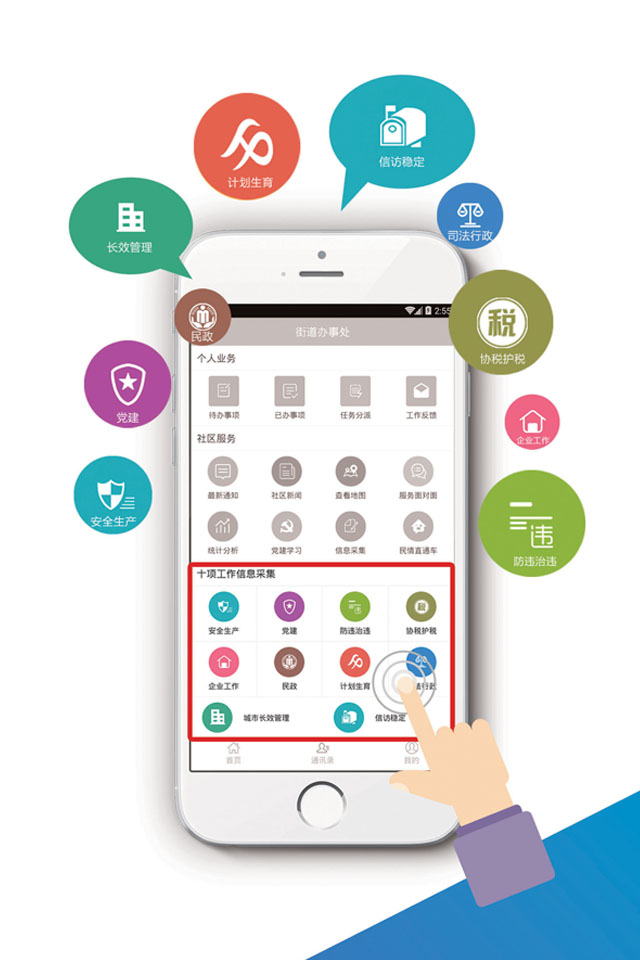 信访稳定
计划生育
长效管理
司法行政
税
民政
协税护税
党建
企业工作
安全生产
违
防违治违
2:55
街道办事处
个人业务
待办事项 已办事项 任务分派 工作反馈
社区服务
最新通知 社区新闻 查看地图 服务面对面
统计分析 党建学习 信息采集 民情直通车
十项工作信息采集
安全生产 党建 防违治违 协税护税
企业工作 民政 计划生育 法行政
城市长效管理 信访稳定
首页 通讯录 我的